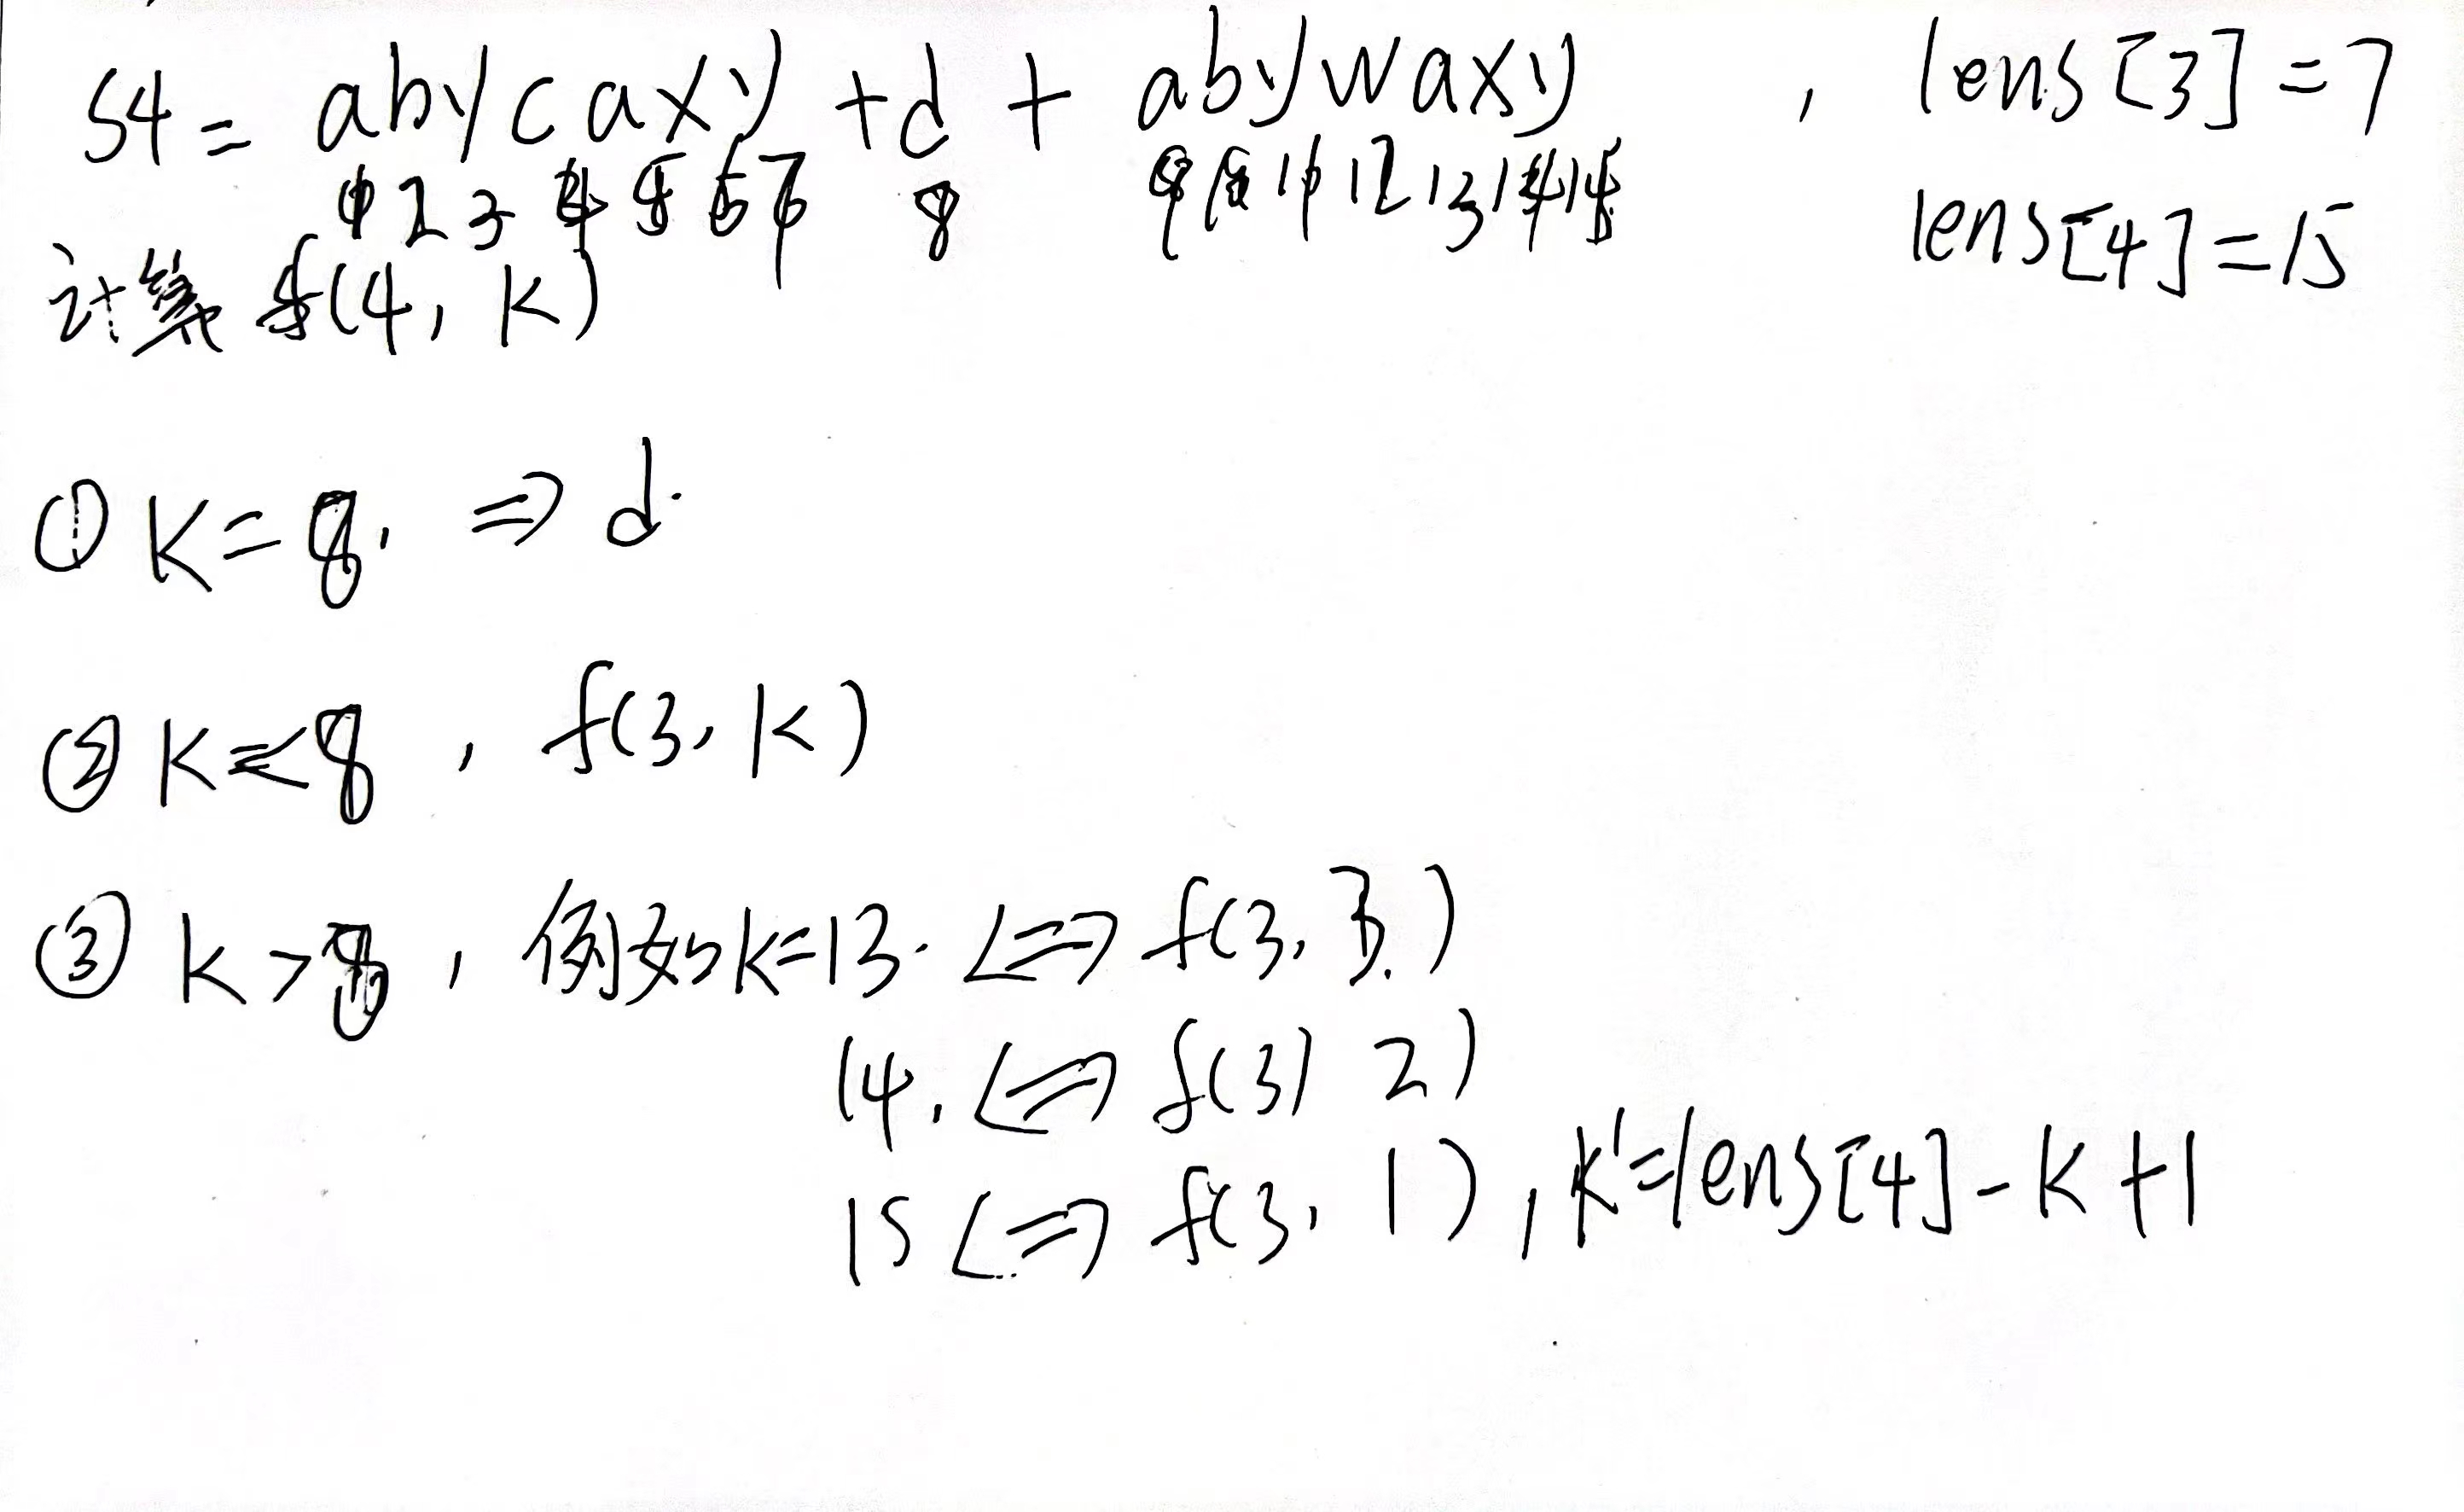 S4 = abycaxy + d + abywaxy , lens[3] = 7
1 2 3 4 5 6 7 8 9 10 11 12 13 14 15 lens[4] = 15
计算 f(4, K)
① K = 8, ⇒ d.
② K < 8 , f(3, K)
③ K > 8 , 例如 K=13. <=> f(3, 3.)
14. <=> f(3, 2)
15 <=> f(3, 1) , K'=lens[4] - K + 1